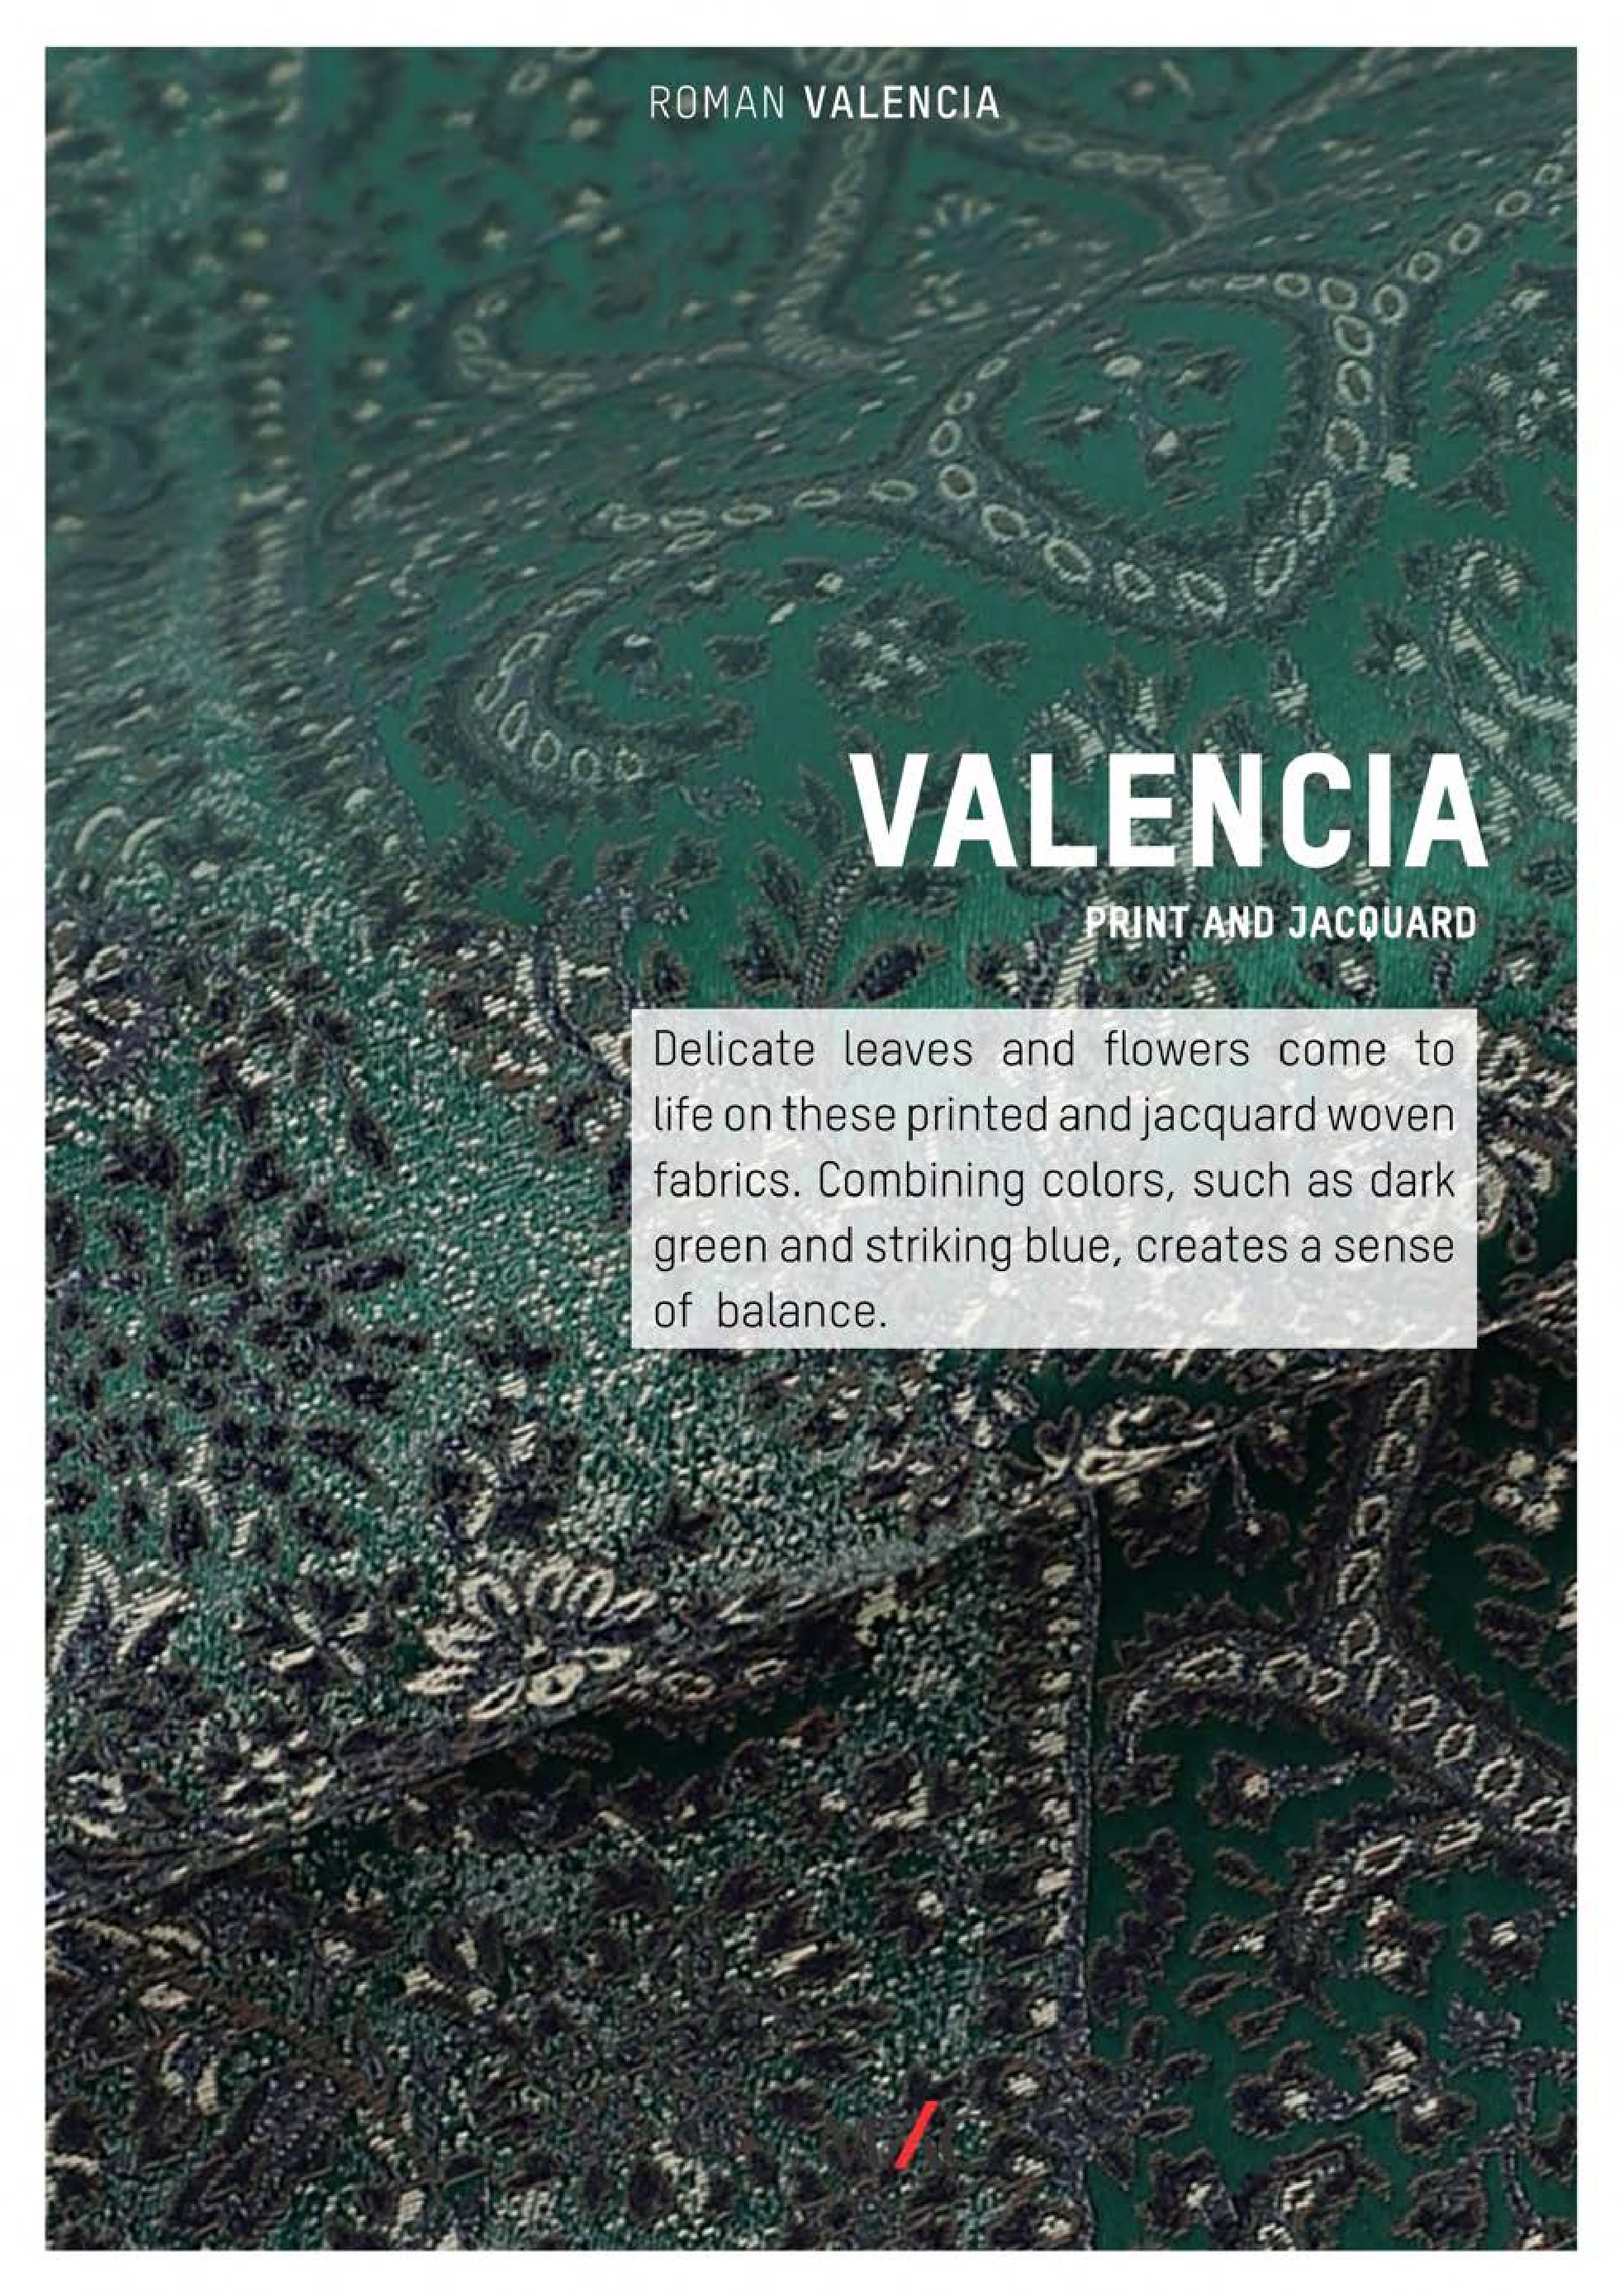 ROMAN VALENCIA
VALENCIA
PRINT AND JACQUARD
Delicate leaves and flowers come to
life on these printed and jacquard woven
fabrics. Combining colors, such as dark
green and striking blue, creates a sense
of balance.